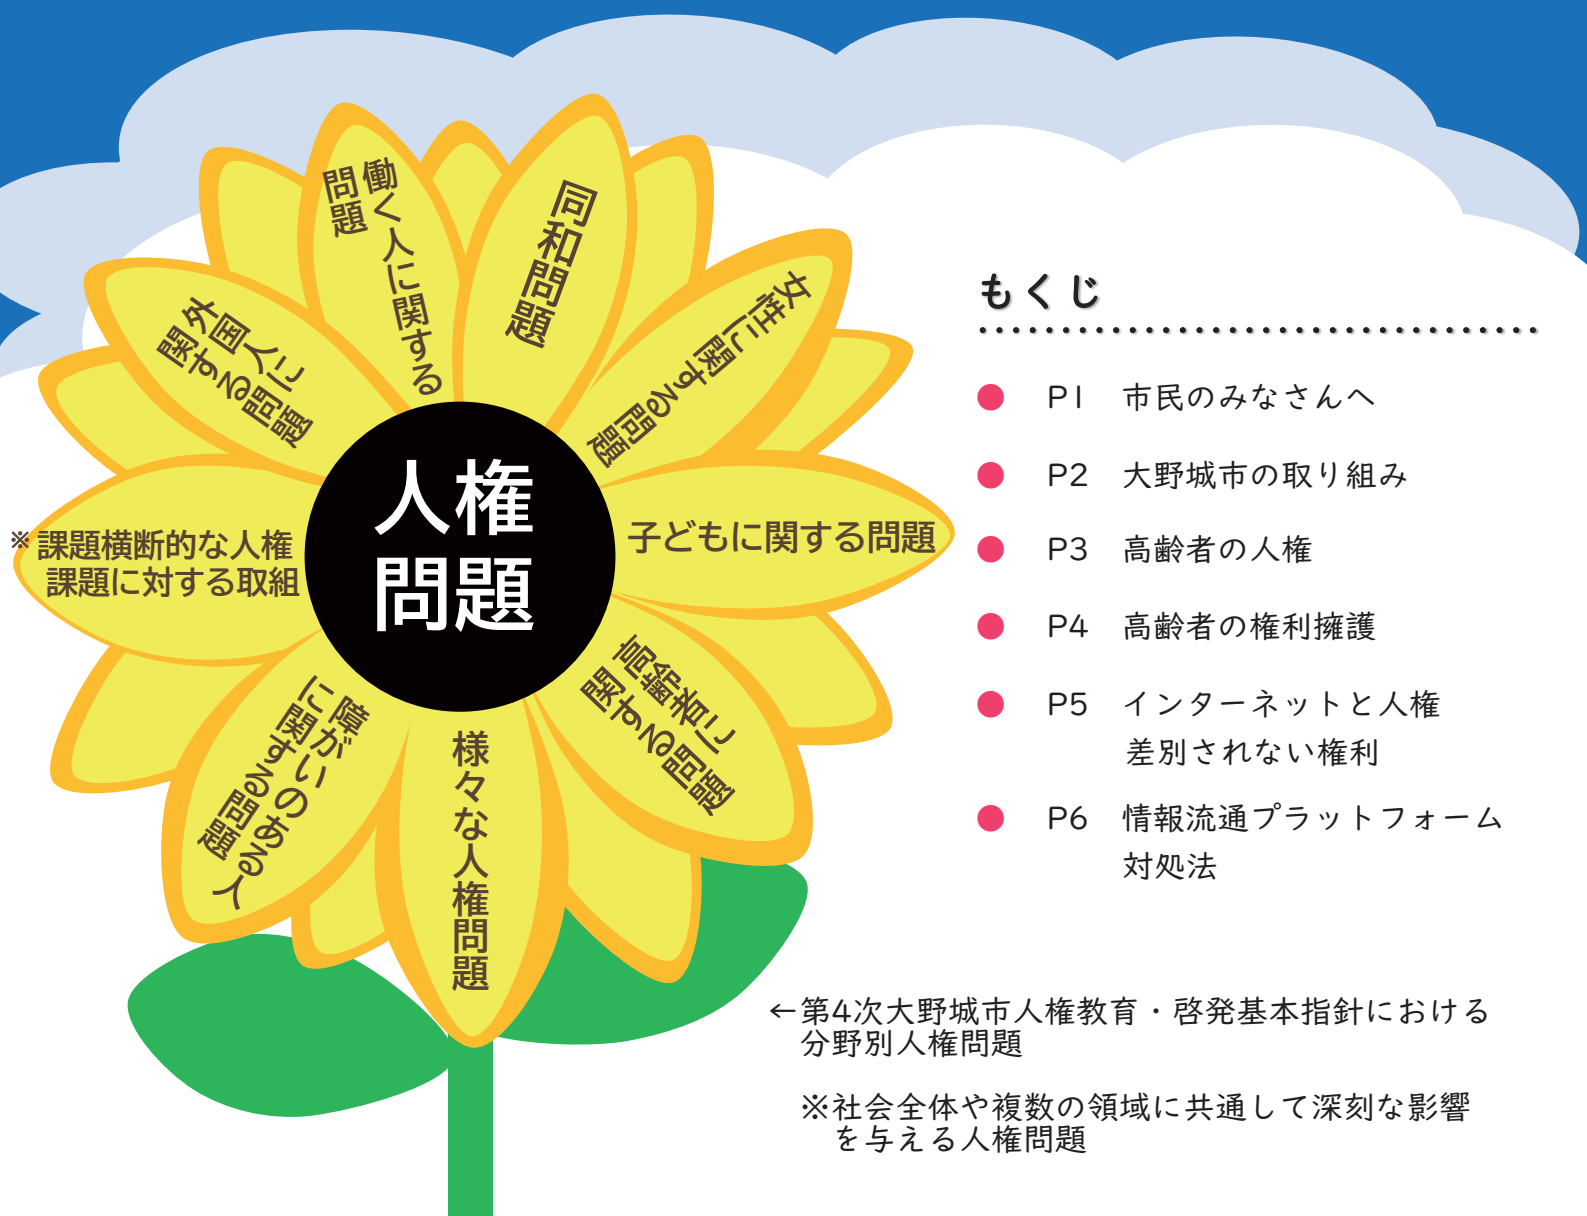 人権
問題
同和問題
女性に関する問題
子どもに関する問題
高齢者に
関する問題
様々な人権問題
障がいのある人
に関する問題
※課題横断的な人権
課題に対する取組
外国人に
関する問題
働く人に関する
問題
もくじ
P1 市民のみなさんへ
P2 大野城市の取り組み
P3 高齢者の人権
P4 高齢者の権利擁護
P5 インターネットと人権
差別されない権利
P6 情報流通プラットフォーム
対処法
←第4次大野城市人権教育・啓発基本指針における
分野別人権問題
※社会全体や複数の領域に共通して深刻な影響
を与える人権問題